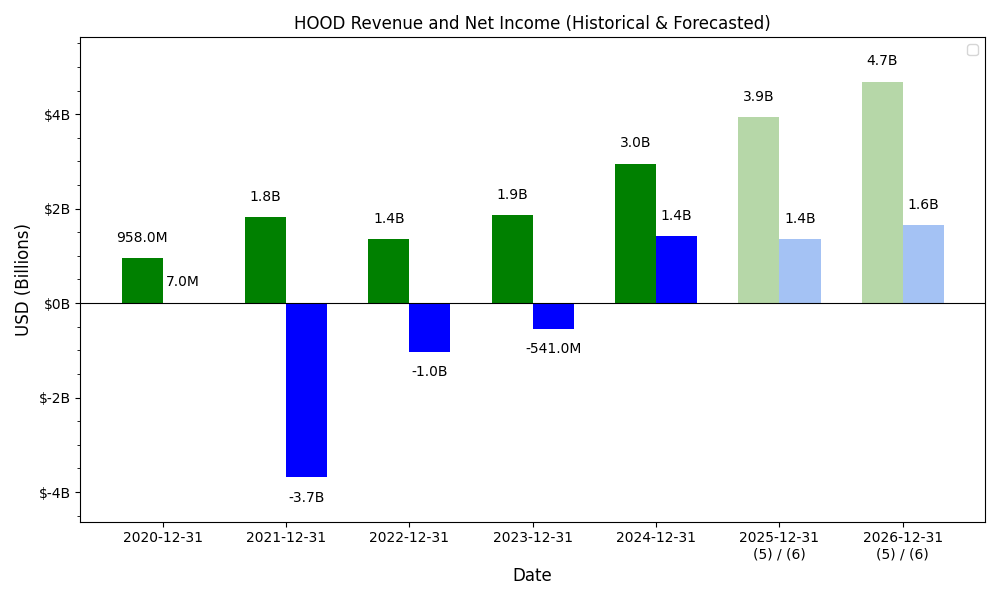 HOOD Revenue and Net Income (Historical & Forecasted)
USD (Billions)
$4B
$2B
$0B
$-2B
$-4B
958.0M
7.0M
1.8B
-3.7B
1.4B
-1.0B
1.9B
-541.0M
3.0B
1.4B
3.9B
1.4B
4.7B
1.6B
2020-12-31
2021-12-31
2022-12-31
2023-12-31
2024-12-31
2025-12-31
(5) / (6)
2026-12-31
(5) / (6)
Date